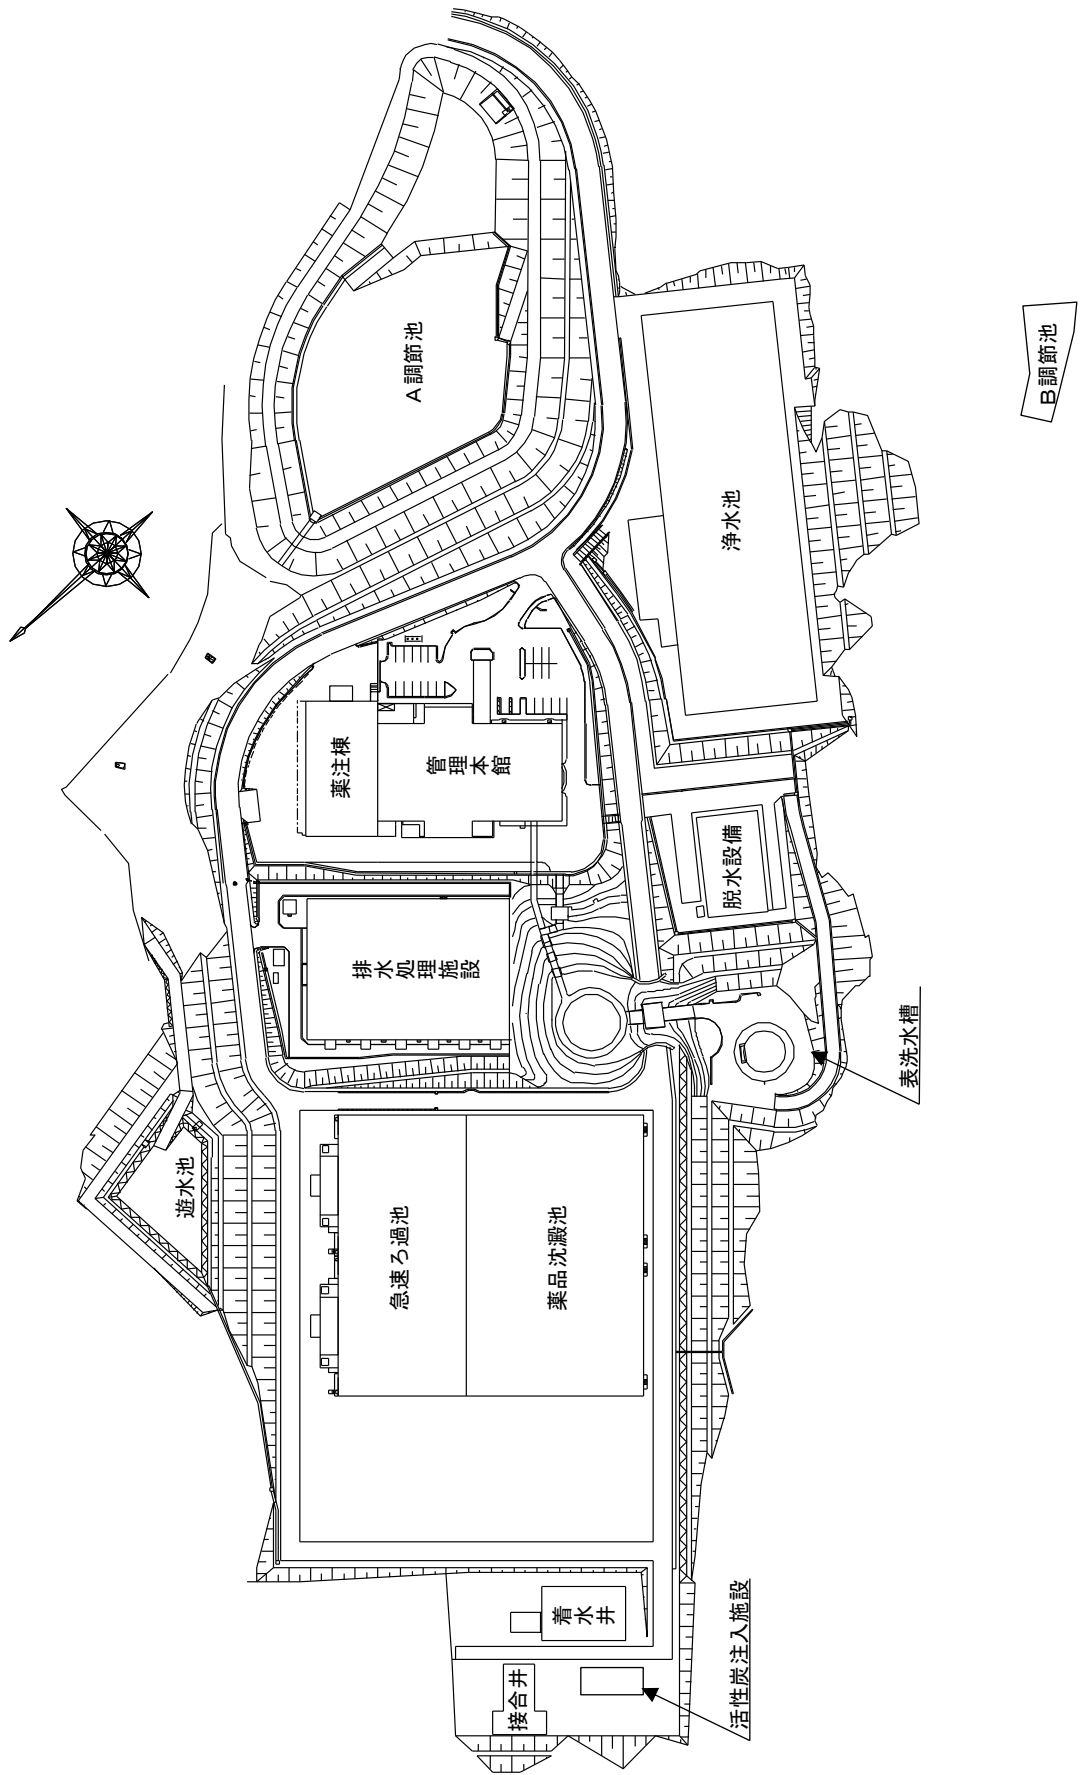 A調節池
B調節池
浄水池
薬注棟
管理本館
脱水設備
排水処理施設
表洗水槽
遊水池
急速ろ過池
薬品沈澱池
着水井
接合井
活性炭注入施設